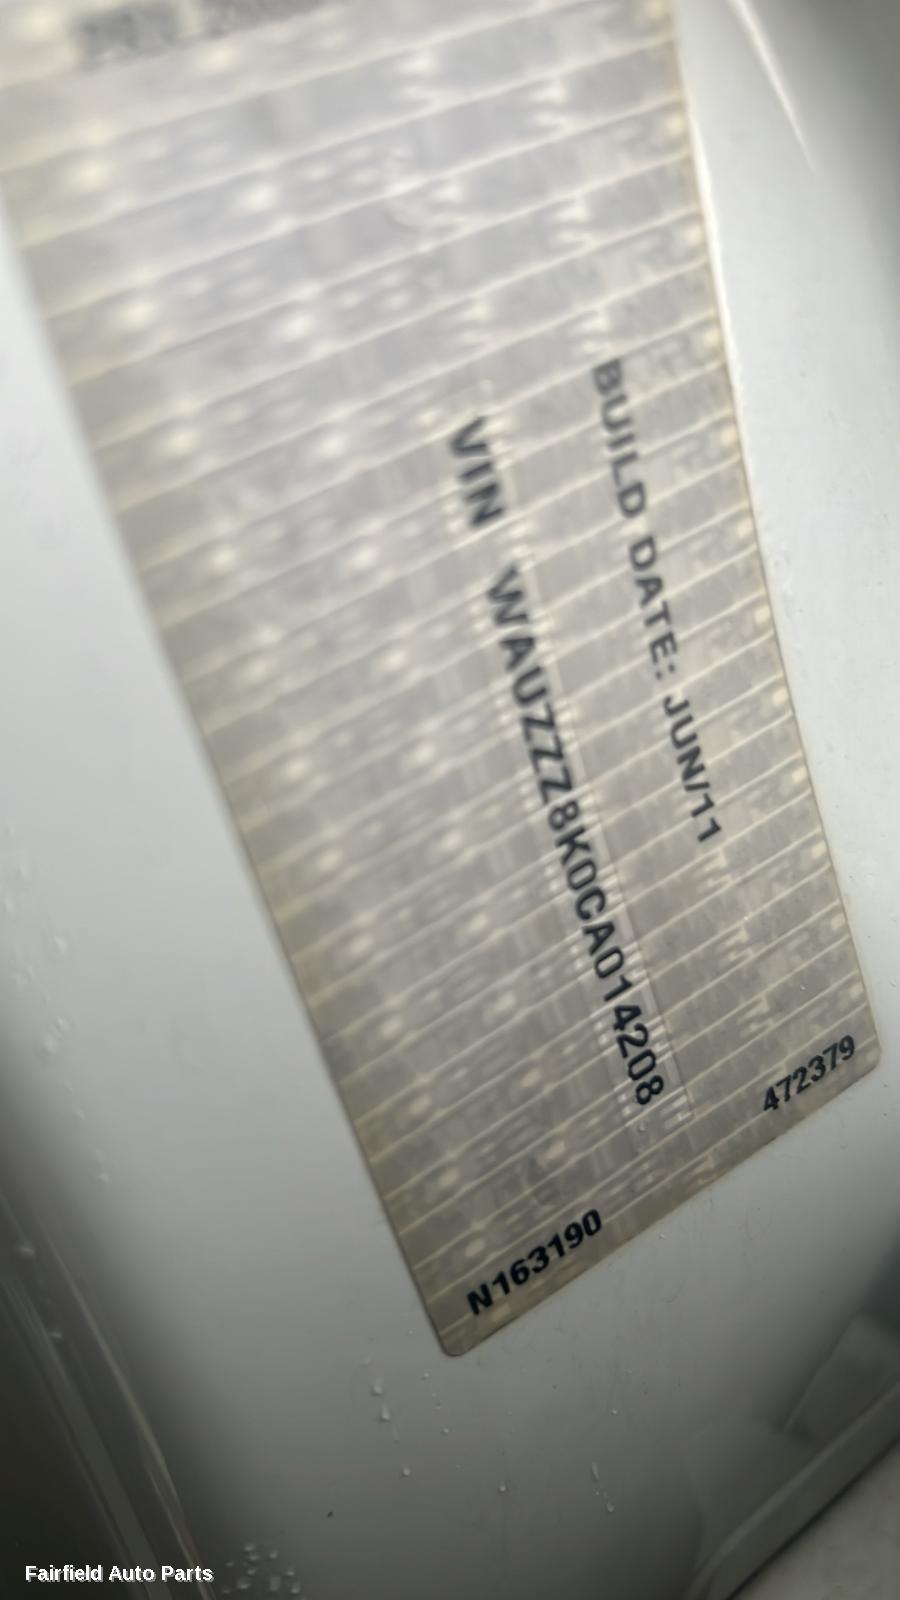 BUILD DATE: JUN/11
VIN WAUZZZ8K0CA014208
472379
N163190
Fairfield Auto Parts